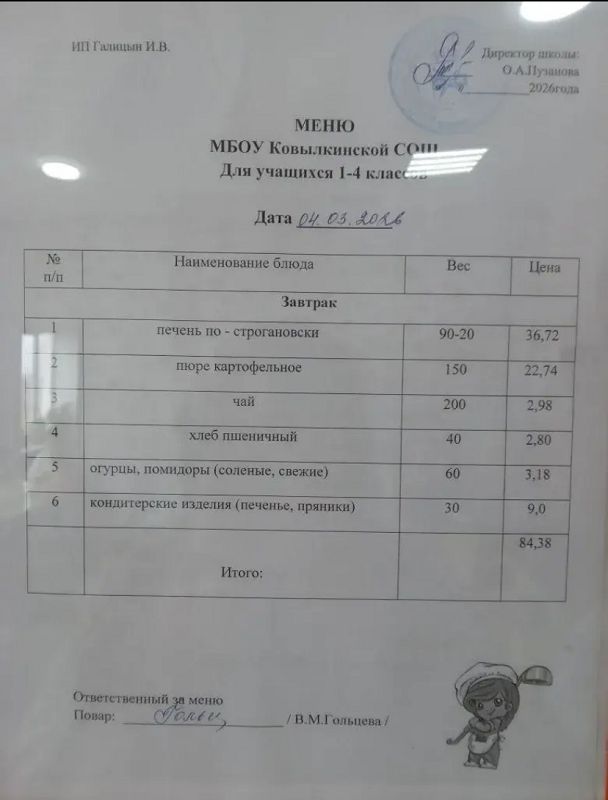 ИП Галицын И.В.
Директор школы:
О.А.Пузанова
2026года
МЕНЮ
МБОУ Ковылкинской СОШ
Для учащихся 1-4 классов
Дата 04.03.2026
№ п/п Наименование блюда Вес Цена
Завтрак
1 печень по - строгановски 90-20 36,72
2 пюре картофельное 150 22,74
3 чай 200 2,98
4 хлеб пшеничный 40 2,80
5 огурцы, помидоры (соленые, свежие) 60 3,18
6 кондитерские изделия (печенье, пряники) 30 9,0
84,38
Итого:
Ответственный за меню
Повар: / В.М.Гольцева /